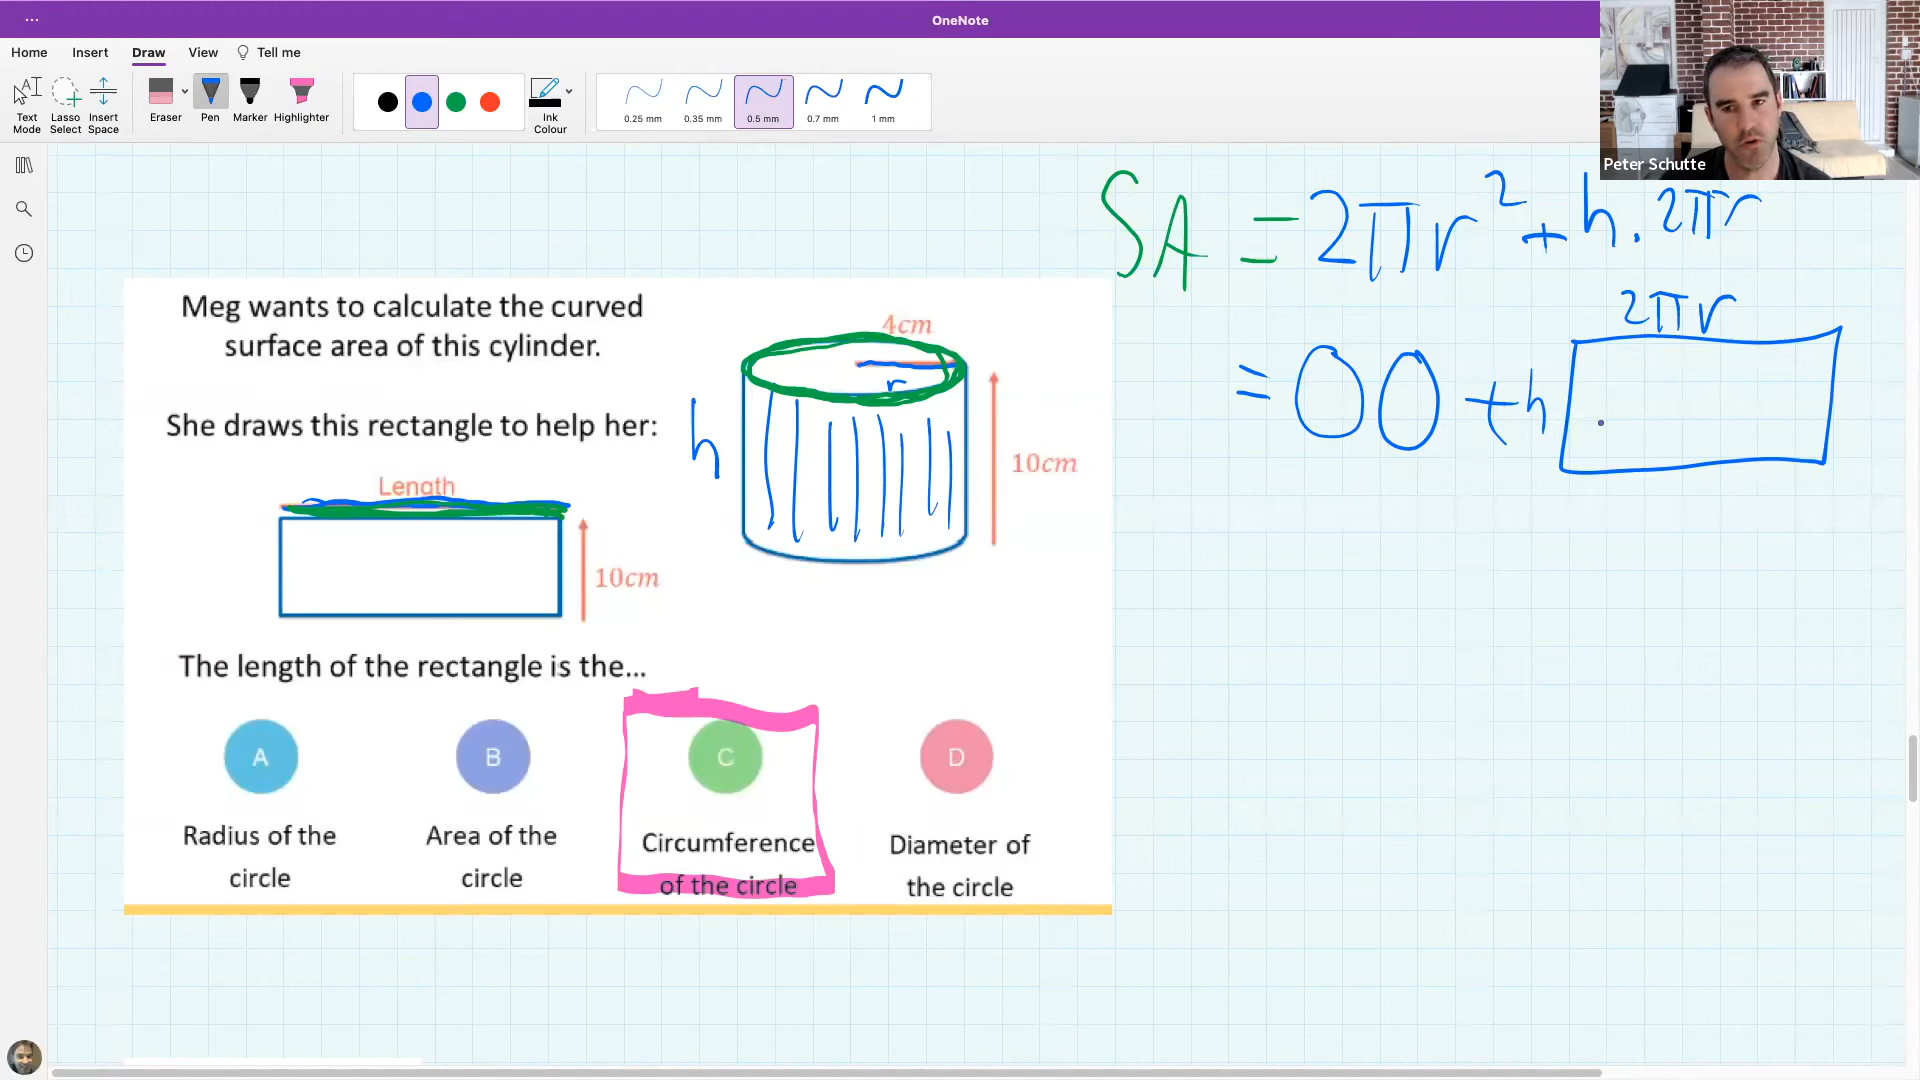 OneNote
Home Insert Draw View Tell me
Text Mode
Lasso Select
Insert Space
Eraser
Pen
Marker
Highlighter
Ink Colour
0.25 mm
0.35 mm
0.5 mm
0.7 mm
1 mm
Peter Schutte
SA = 2πr² + h. 2πr
2πr
= 00 + h
Meg wants to calculate the curved
surface area of this cylinder.
She draws this rectangle to help her:
4cm
r
h
10cm
Length
10cm
The length of the rectangle is the...
A
B
C
D
Radius of the
circle
Area of the
circle
Circumference
of the circle
Diameter of
the circle